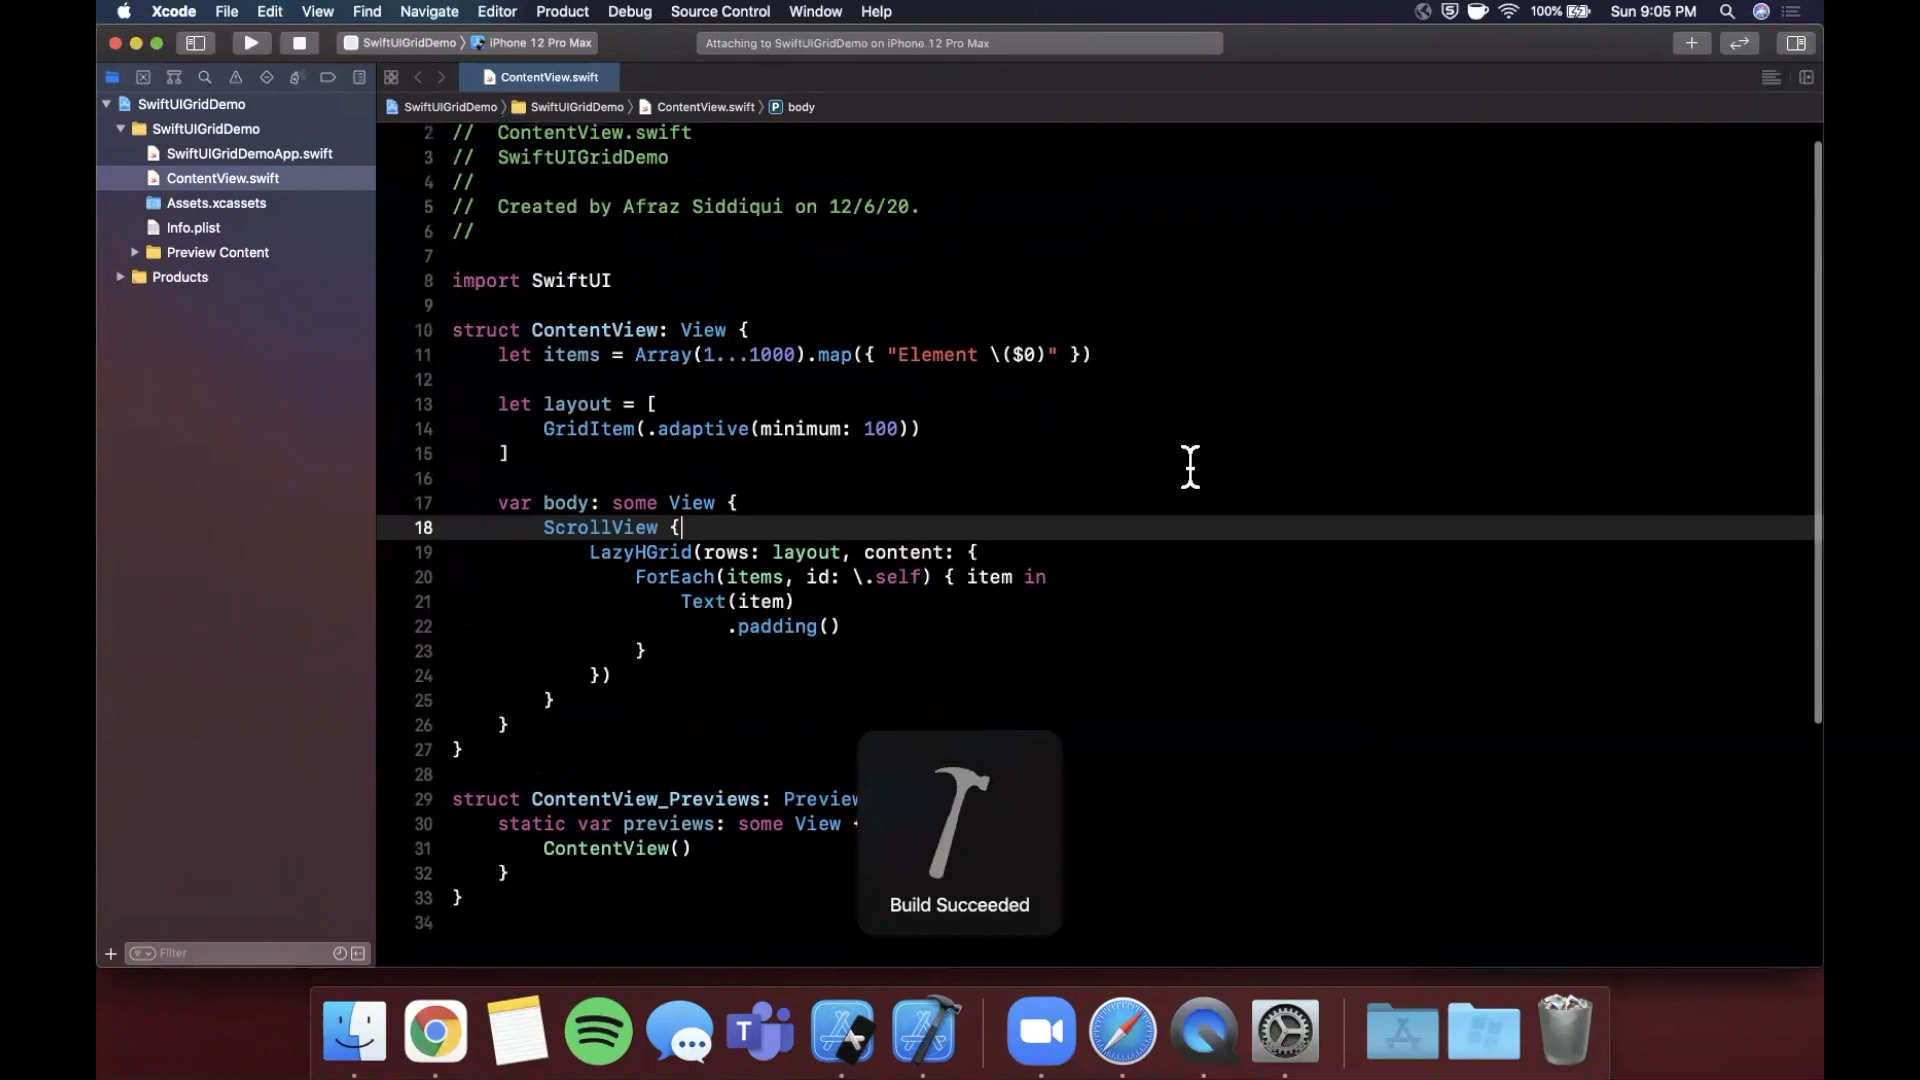 Xcode File Edit View Find Navigate Editor Product Debug Source Control Window Help
100% Sun 9:05 PM
SwiftUIGridDemo iPhone 12 Pro Max
Attaching to SwiftUIGridDemo on iPhone 12 Pro Max
ContentView.swift
SwiftUIGridDemo SwiftUIGridDemo ContentView.swift P body
SwiftUIGridDemo
SwiftUIGridDemo
SwiftUIGridDemoApp.swift
ContentView.swift
Assets.xcassets
Info.plist
Preview Content
Products
2 // ContentView.swift
3 // SwiftUIGridDemo
4 //
5 // Created by Afraz Siddiqui on 12/6/20.
6 //
7
8 import SwiftUI
9
10 struct ContentView: View {
11 let items = Array(1...1000).map({ "Element \($0)" })
12
13 let layout = [
14 GridItem(.adaptive(minimum: 100))
15 ]
16
17 var body: some View {
18 ScrollView {
19 LazyHGrid(rows: layout, content: {
20 ForEach(items, id: \.self) { item in
21 Text(item)
22 .padding()
23 }
24 })
25 }
26 }
27 }
28
29 struct ContentView_Previews: Preview
30 static var previews: some View
31 ContentView()
32 }
33 }
34
Build Succeeded
Filter
T